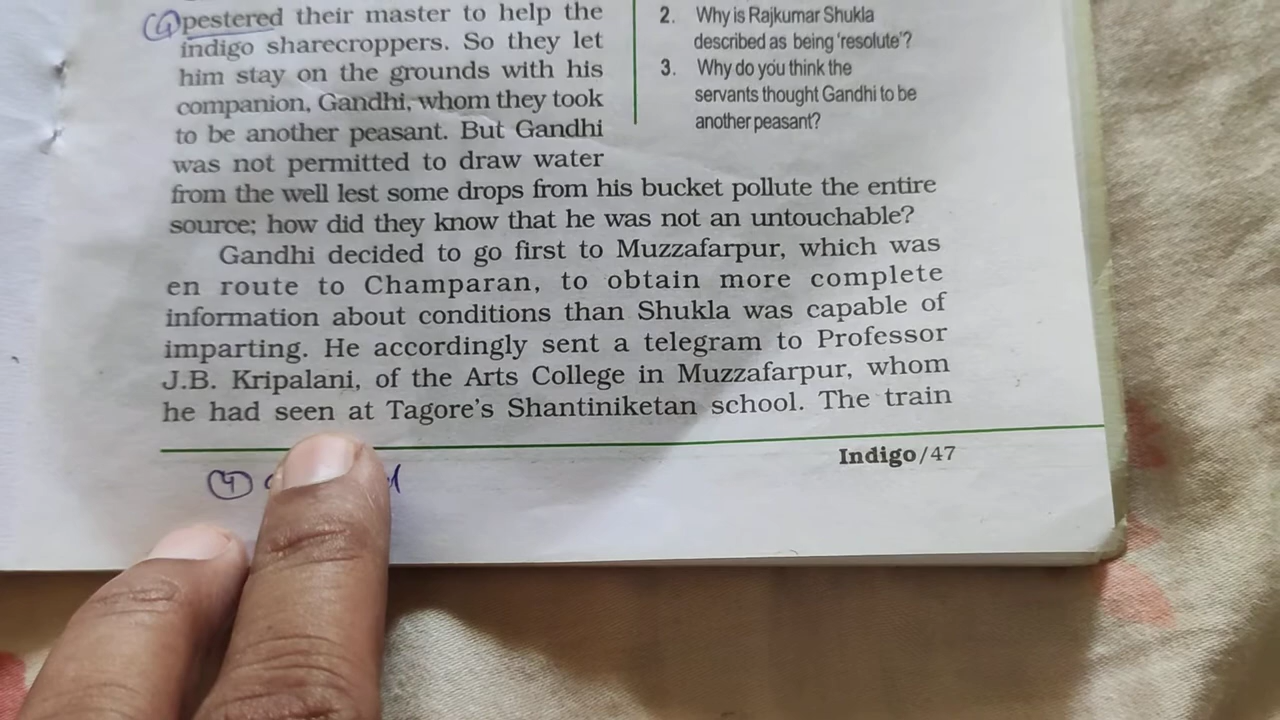 ④ pestered their master to help the
indigo sharecroppers. So they let
him stay on the grounds with his
companion, Gandhi, whom they took
to be another peasant. But Gandhi
was not permitted to draw water
from the well lest some drops from his bucket pollute the entire
source; how did they know that he was not an untouchable?
Gandhi decided to go first to Muzzafarpur, which was
en route to Champaran, to obtain more complete
information about conditions than Shukla was capable of
imparting. He accordingly sent a telegram to Professor
J.B. Kripalani, of the Arts College in Muzzafarpur, whom
he had seen at Tagore's Shantiniketan school. The train
2. Why is Rajkumar Shukla
described as being 'resolute'?
3. Why do you think the
servants thought Gandhi to be
another peasant?
Indigo/47
④